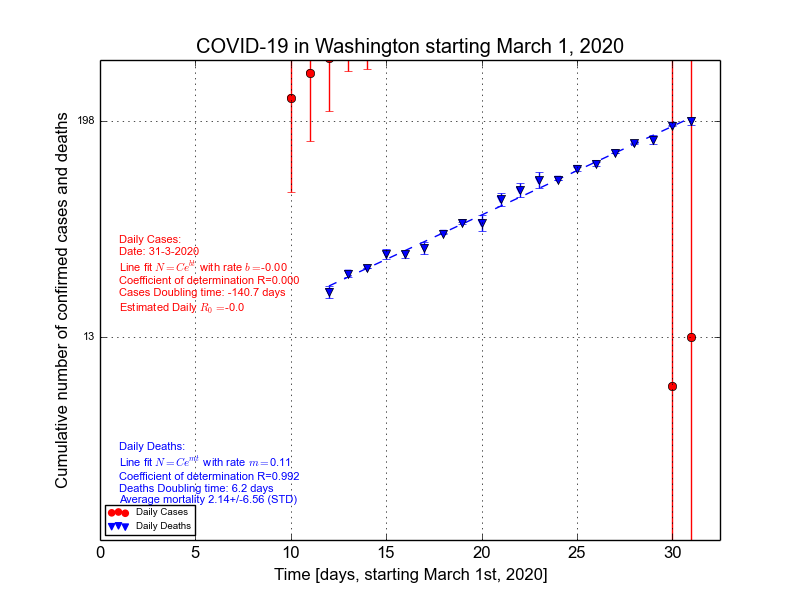 COVID-19 in Washington starting March 1, 2020
Cumulative number of confirmed cases and deaths
198
13
Daily Cases:
Date: 31-3-2020
Line fit N=Ce^{bt} with rate b=-0.00
Coefficient of determination R=0.000
Cases Doubling time: -140.7 days
Estimated Daily R_0=-0.0
Daily Deaths:
Line fit N=Ce^{mt} with rate m=0.11
Coefficient of determination R=0.992
Deaths Doubling time: 6.2 days
Average mortality 2.14+/-6.56 (STD)
Daily Cases
Daily Deaths
0 5 10 15 20 25 30
Time [days, starting March 1st, 2020]